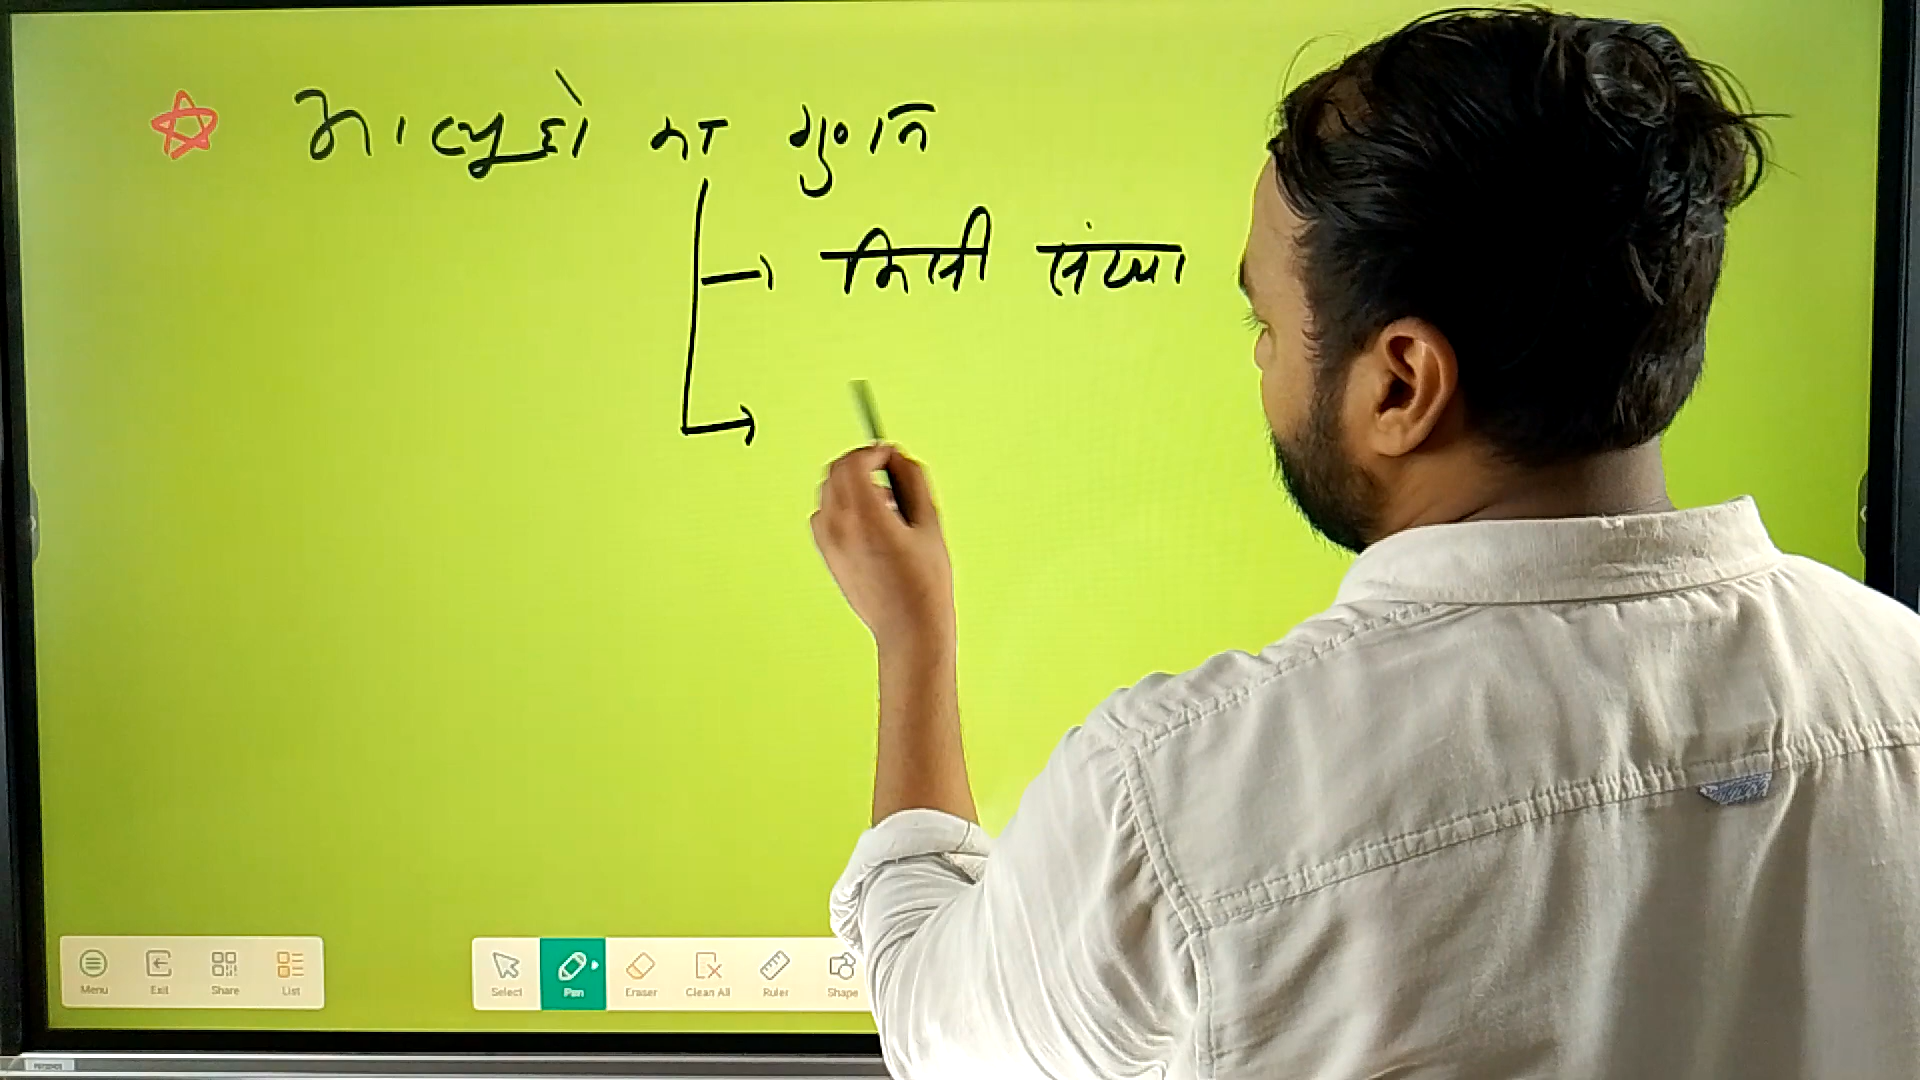 आव्यूहों का गुणन
किसी संख्या
Menu Exit Share List Select Pen Eraser Clean All Ruler Shape